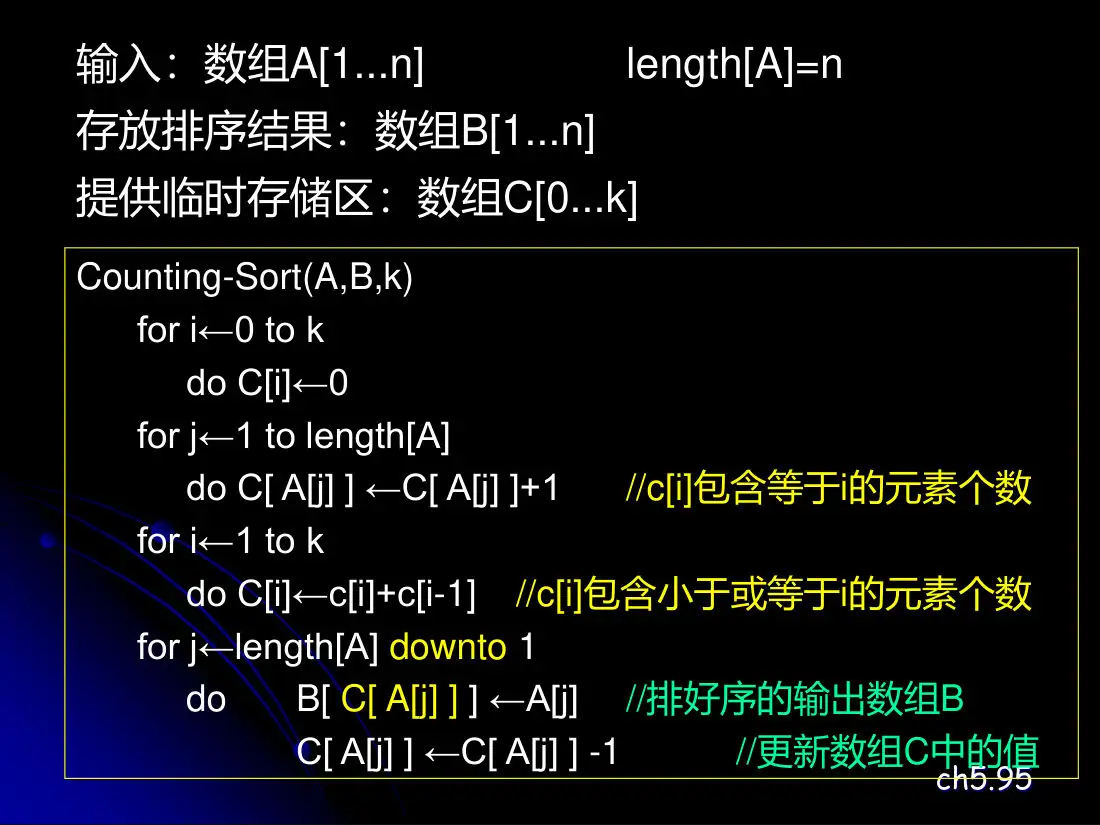 输入：数组A[1...n] length[A]=n
存放排序结果：数组B[1...n]
提供临时存储区：数组C[0...k]
Counting-Sort(A,B,k)
for i←0 to k
do C[i]←0
for j←1 to length[A]
do C[ A[j] ] ←C[ A[j] ]+1 //c[i]包含等于i的元素个数
for i←1 to k
do C[i]←c[i]+c[i-1] //c[i]包含小于或等于i的元素个数
for j←length[A] downto 1
do B[ C[ A[j] ] ] ←A[j] //排好序的输出数组B
C[ A[j] ] ←C[ A[j] ] -1 //更新数组C中的值
ch5.95